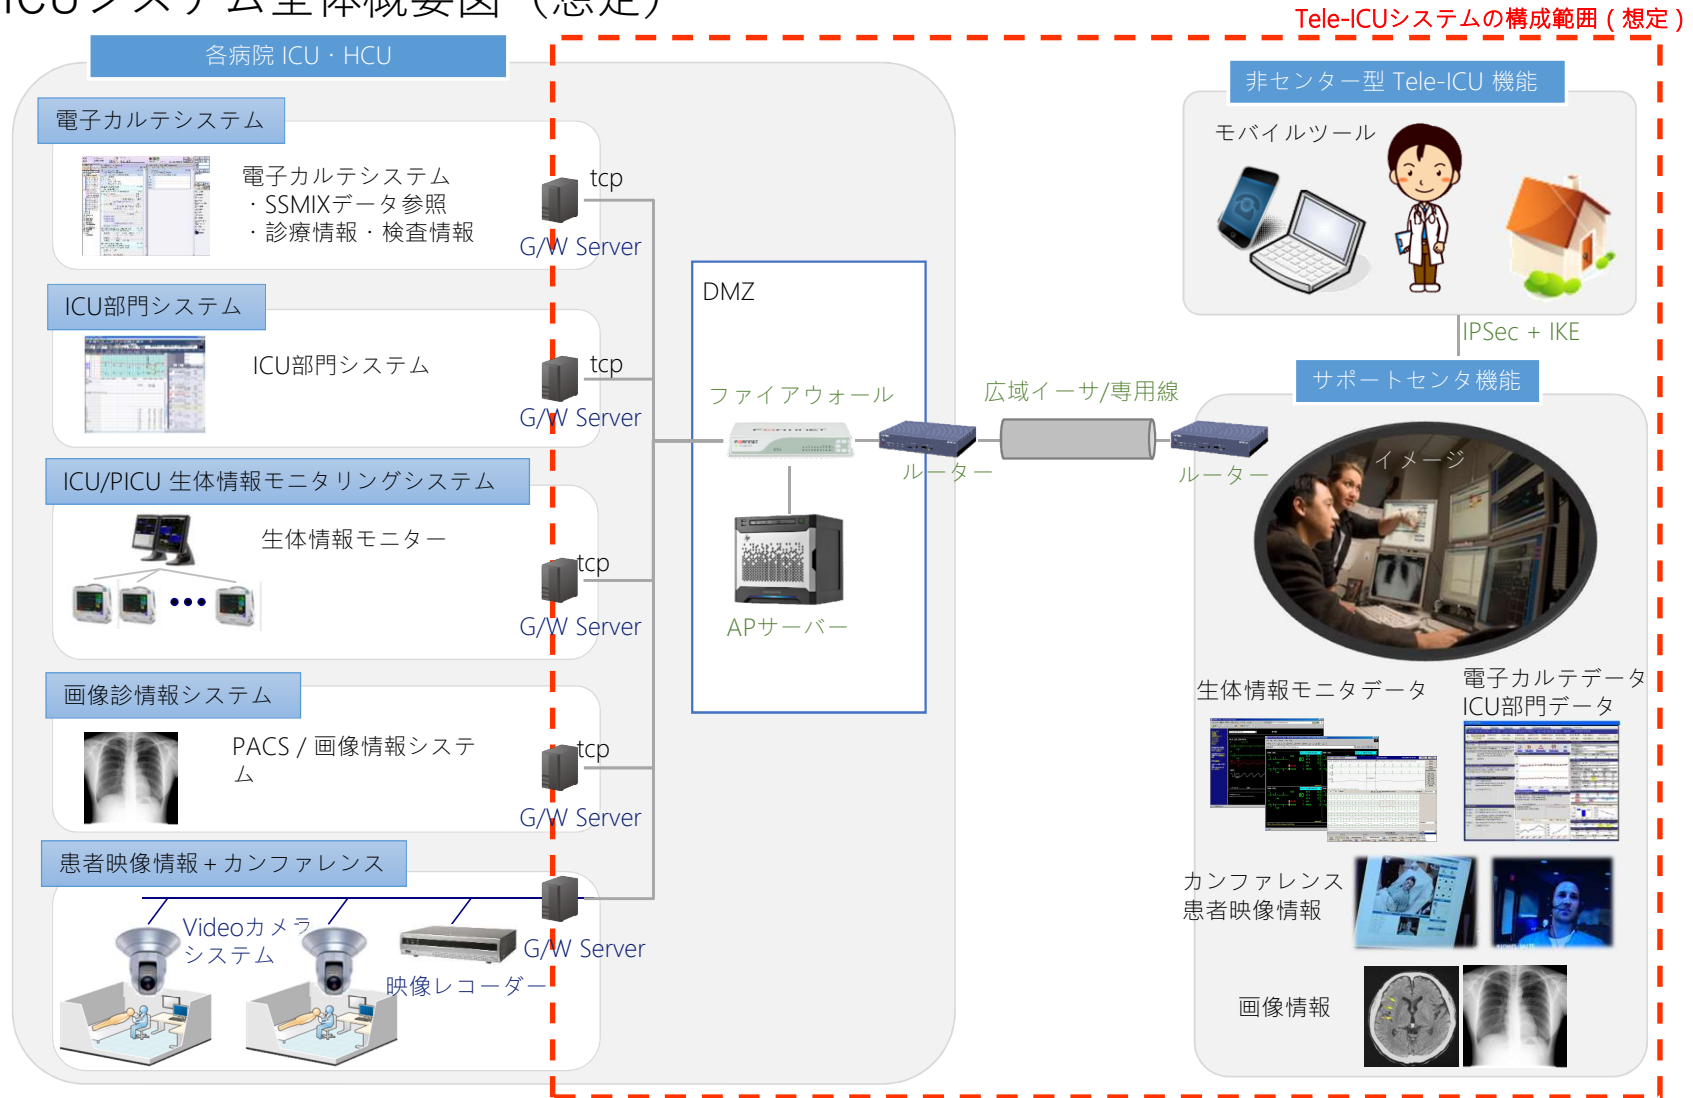 ICUシステム全体概要図（想定）
Tele-ICUシステムの構成範囲（想定）
各病院 ICU・HCU
電子カルテシステム
電子カルテシステム
・SSMIXデータ参照
・診療情報・検査情報
tcp
G/W Server
ICU部門システム
ICU部門システム
tcp
G/W Server
ICU/PICU 生体情報モニタリングシステム
生体情報モニター
tcp
G/W Server
画像診情報システム
PACS / 画像情報システ
ム
tcp
G/W Server
患者映像情報＋カンファレンス
Videoカメラ
システム
映像レコーダー
G/W Server
DMZ
ファイアウォール
FORTINET
ルーター
APサーバー
広域イーサ/専用線
ルーター
非センター型 Tele-ICU 機能
モバイルツール
IPSec + IKE
サポートセンタ機能
イメージ
生体情報モニタデータ
電子カルテデータ
ICU部門データ
カンファレンス
患者映像情報
画像情報